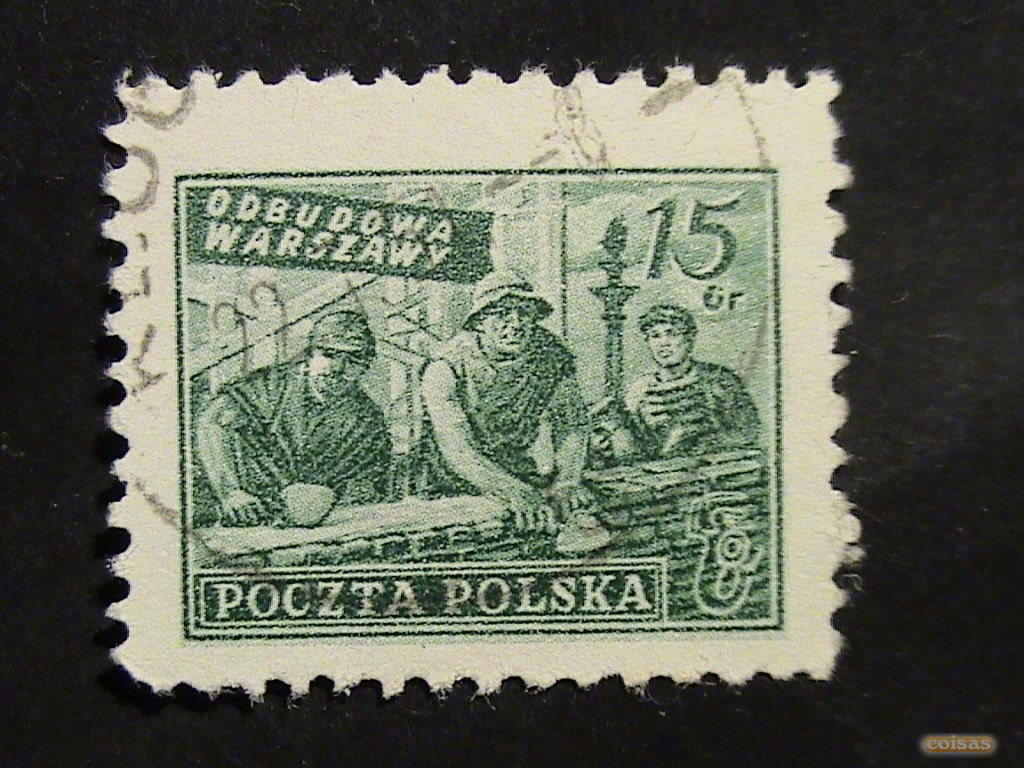 ODBUDOWA
WARSZAWY
15
GR
POCZTA POLSKA
coisas